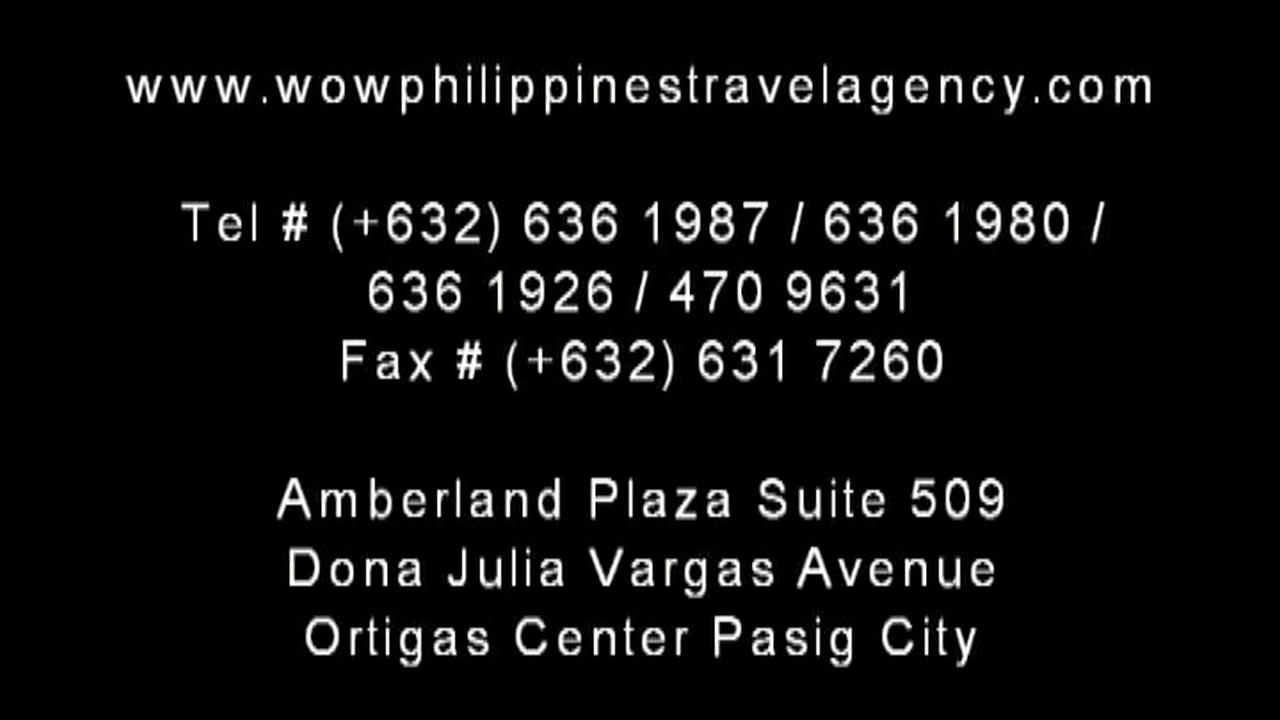 www.wowphilippinestravelagency.com
Tel # (+632) 636 1987 / 636 1980 /
636 1926 / 470 9631
Fax # (+632) 631 7260
Amberland Plaza Suite 509
Dona Julia Vargas Avenue
Ortigas Center Pasig City